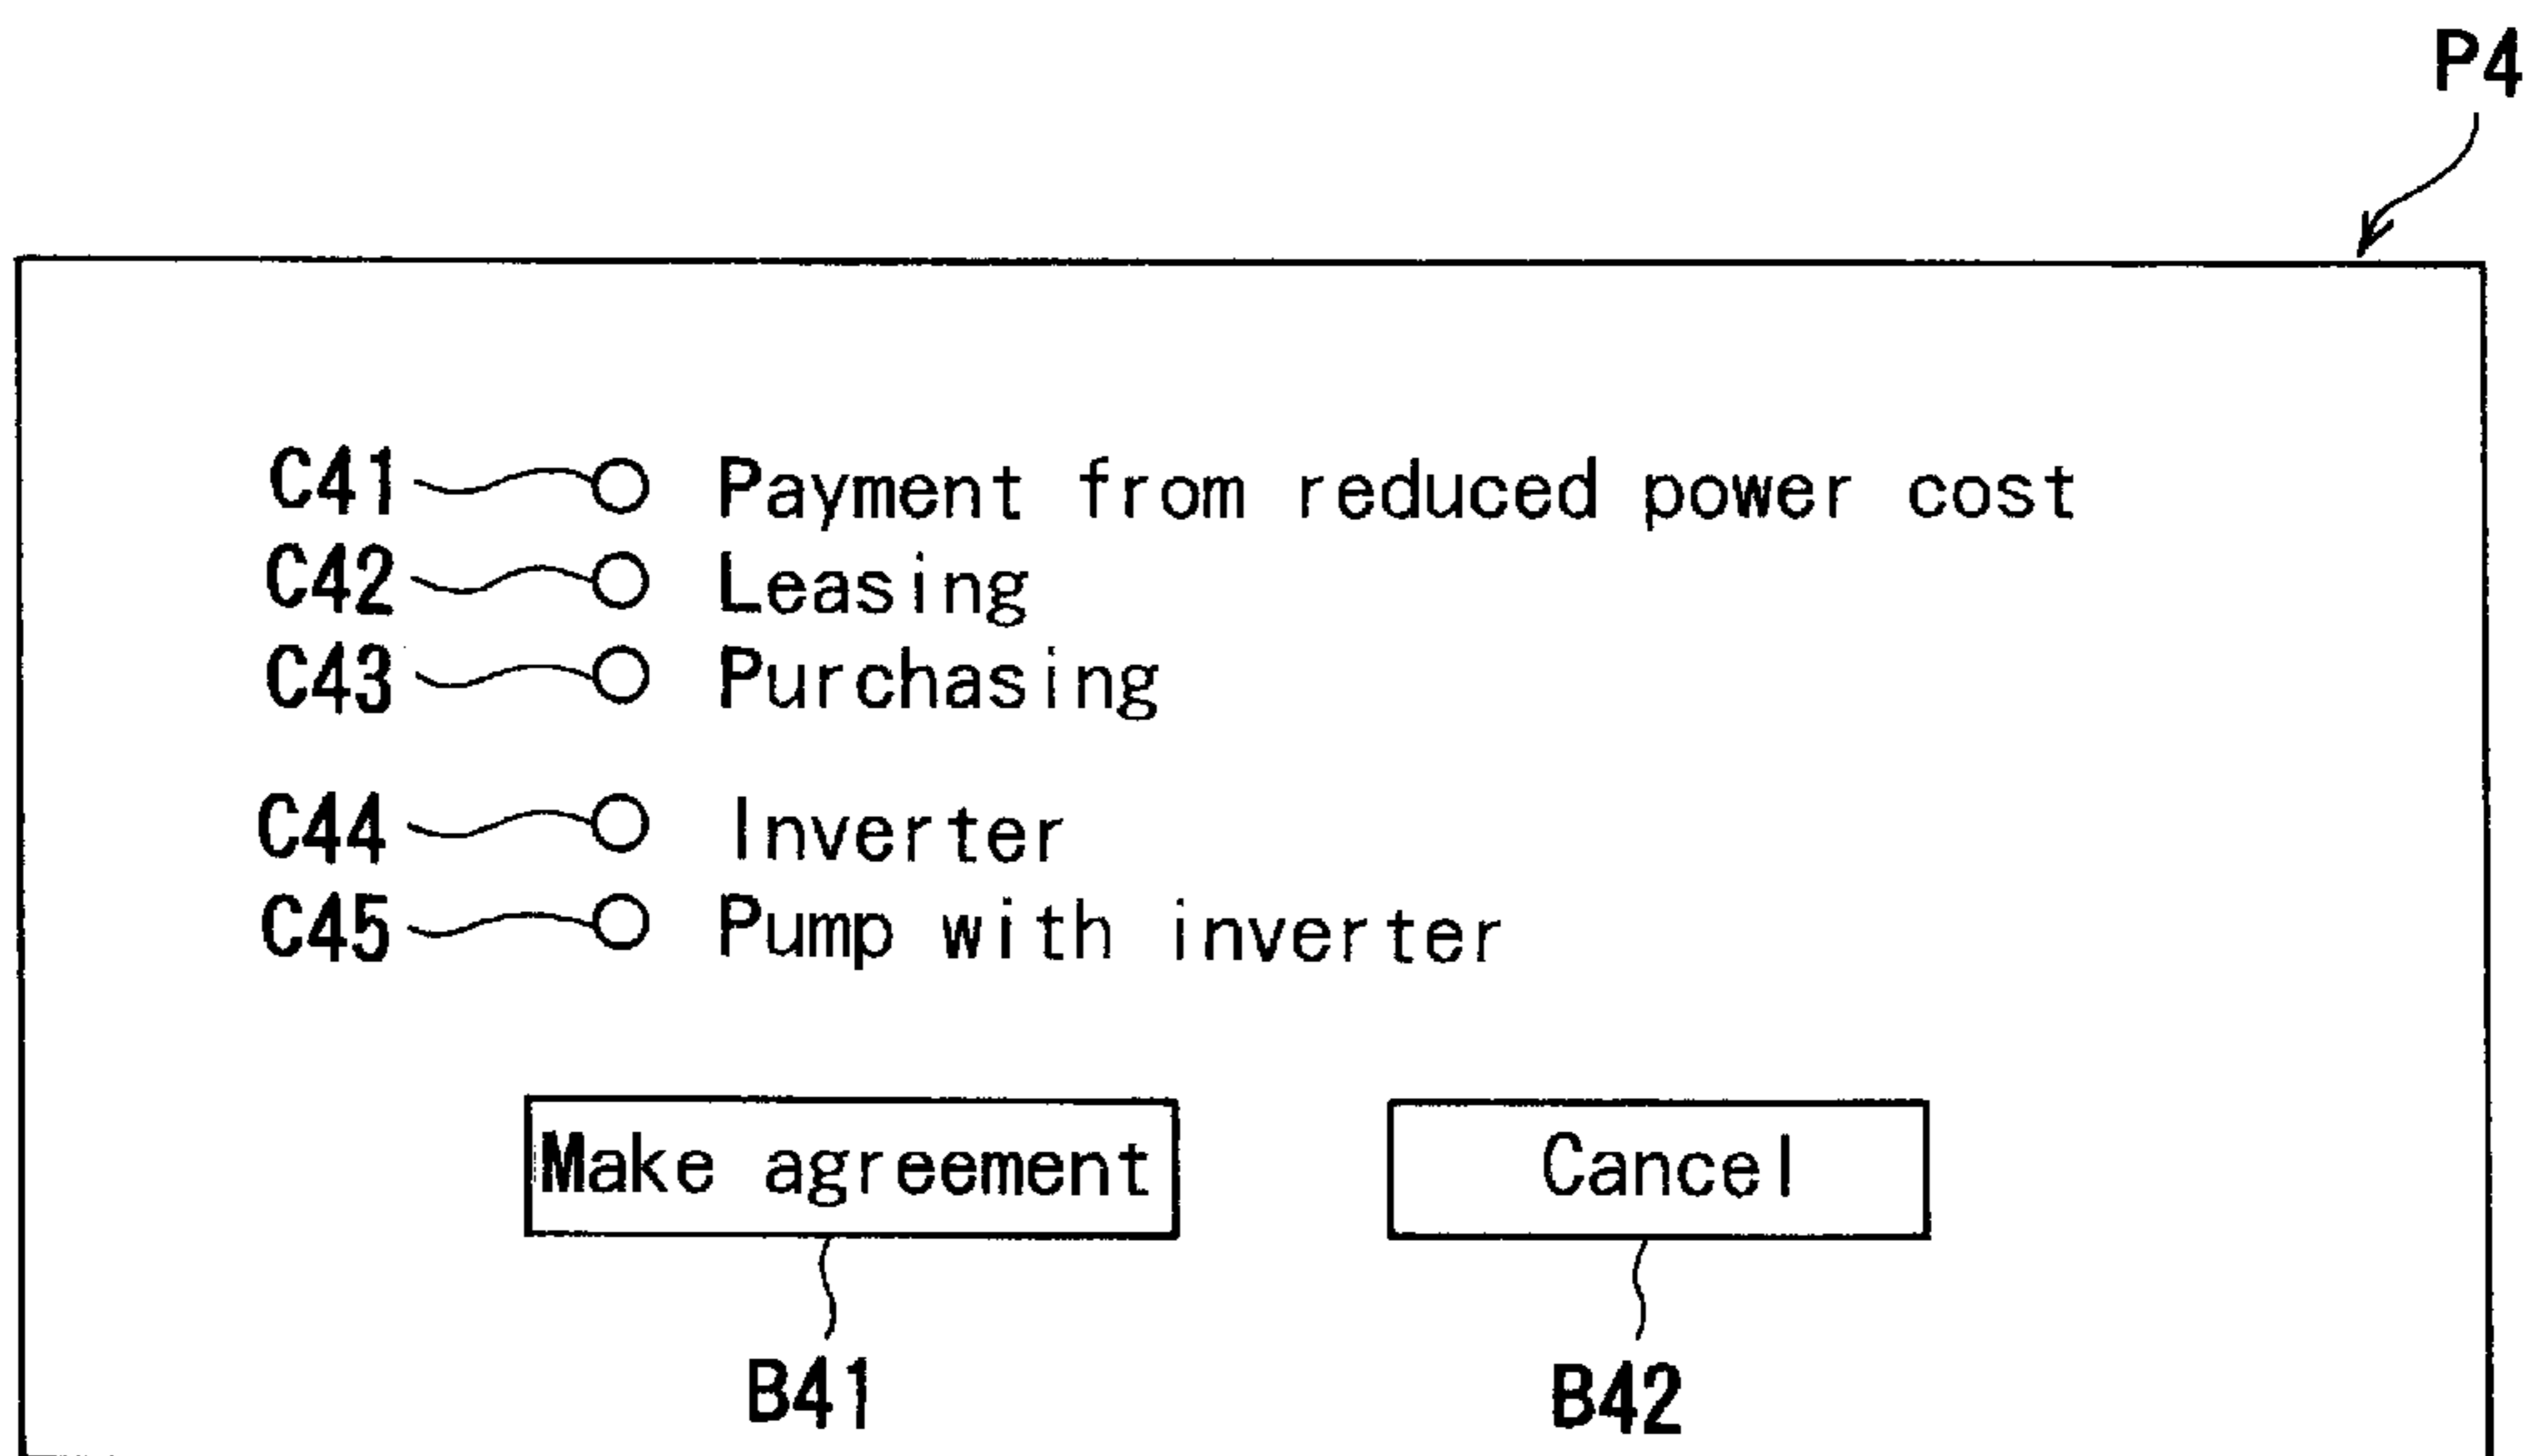 P4
C41 Payment from reduced power cost
C42 Leasing
C43 Purchasing
C44 Inverter
C45 Pump with inverter
Make agreement Cancel
B41 B42